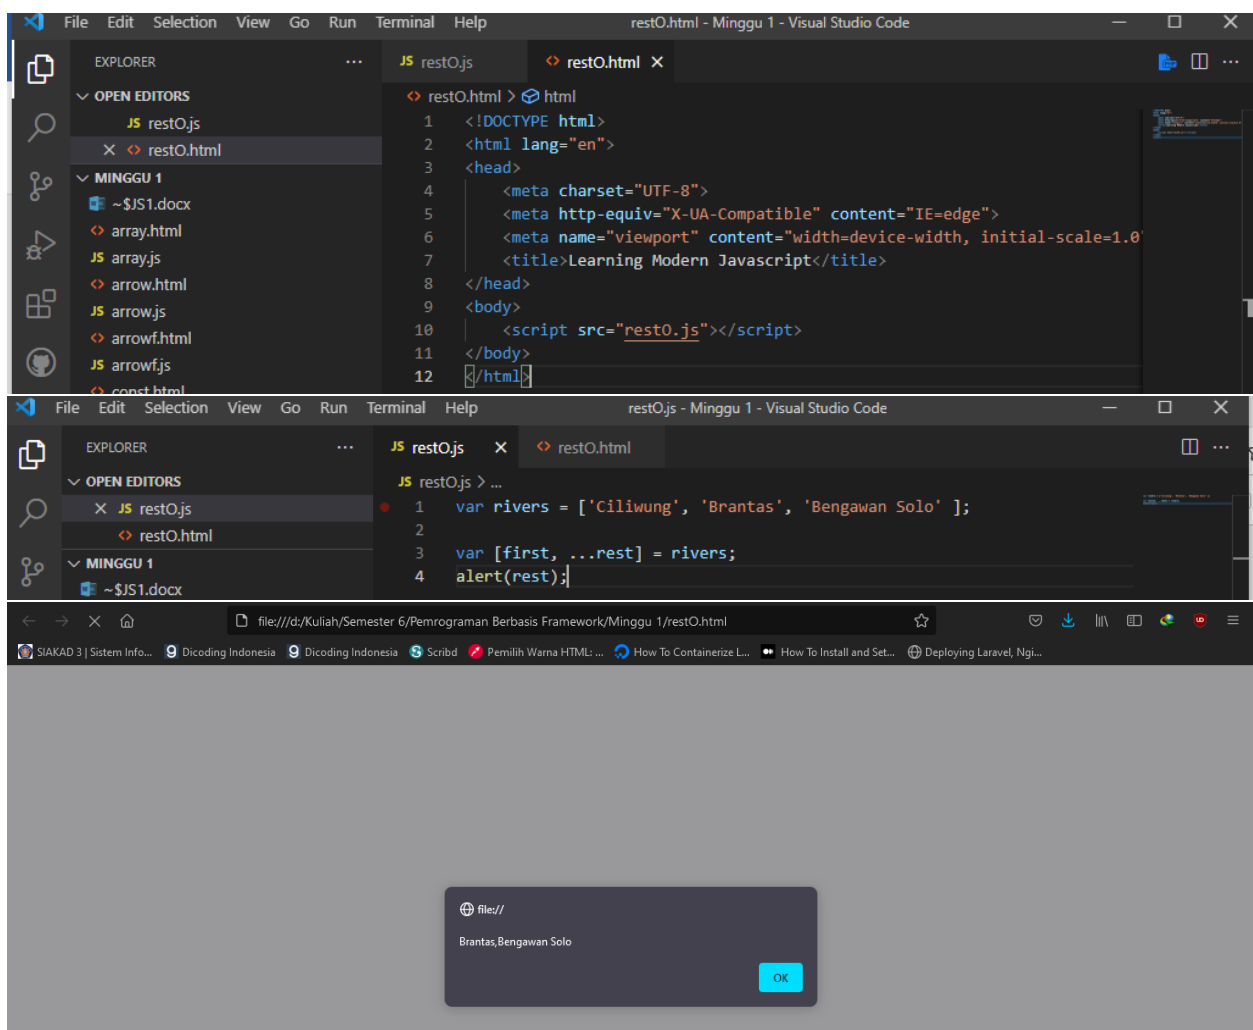 File Edit Selection View Go Run Terminal Help restO.html - Minggu 1 - Visual Studio Code
EXPLORER ... JS restO.js <> restO.html
OPEN EDITORS restO.html > html
JS restO.js 1 <!DOCTYPE html>
<> restO.html 2 <html lang="en">
MINGGU 1 3 <head>
~$JS1.docx 4 <meta charset="UTF-8">
<> array.html 5 <meta http-equiv="X-UA-Compatible" content="IE=edge">
JS array.js 6 <meta name="viewport" content="width=device-width, initial-scale=1.0"
<> arrow.html 7 <title>Learning Modern Javascript</title>
JS arrow.js 8 </head>
<> arrowf.html 9 <body>
JS arrowf.js 10 <script src="restO.js"></script>
<> const.html 11 </body>
12 </html>
File Edit Selection View Go Run Terminal Help restO.js - Minggu 1 - Visual Studio Code
EXPLORER ... JS restO.js <> restO.html
OPEN EDITORS JS restO.js > ...
JS restO.js 1 var rivers = ['Ciliwung', 'Brantas', 'Bengawan Solo' ];
<> restO.html 2
MINGGU 1 3 var [first, ...rest] = rivers;
~$JS1.docx 4 alert(rest);
file:///d:/Kuliah/Semester 6/Pemrograman Berbasis Framework/Minggu 1/restO.html
SIAKAD 3 | Sistem Info... Dicoding Indonesia Dicoding Indonesia Scribd Pemilih Warna HTML: ... How To Containerize L... How To Install and Set... Deploying Laravel, Ngi...
file://
Brantas,Bengawan Solo
OK